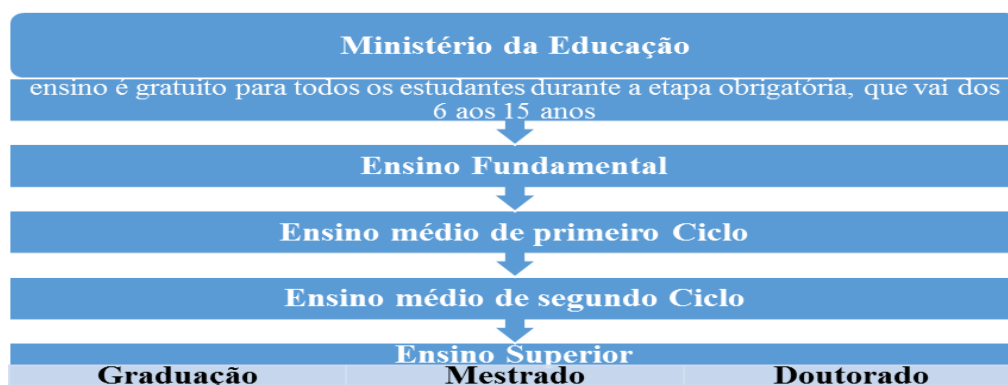 Ministério da Educação
ensino é gratuito para todos os estudantes durante a etapa obrigatória, que vai dos
6 aos 15 anos
Ensino Fundamental
Ensino médio de primeiro Ciclo
Ensino médio de segundo Ciclo
Ensino Superior
Graduação Mestrado Doutorado